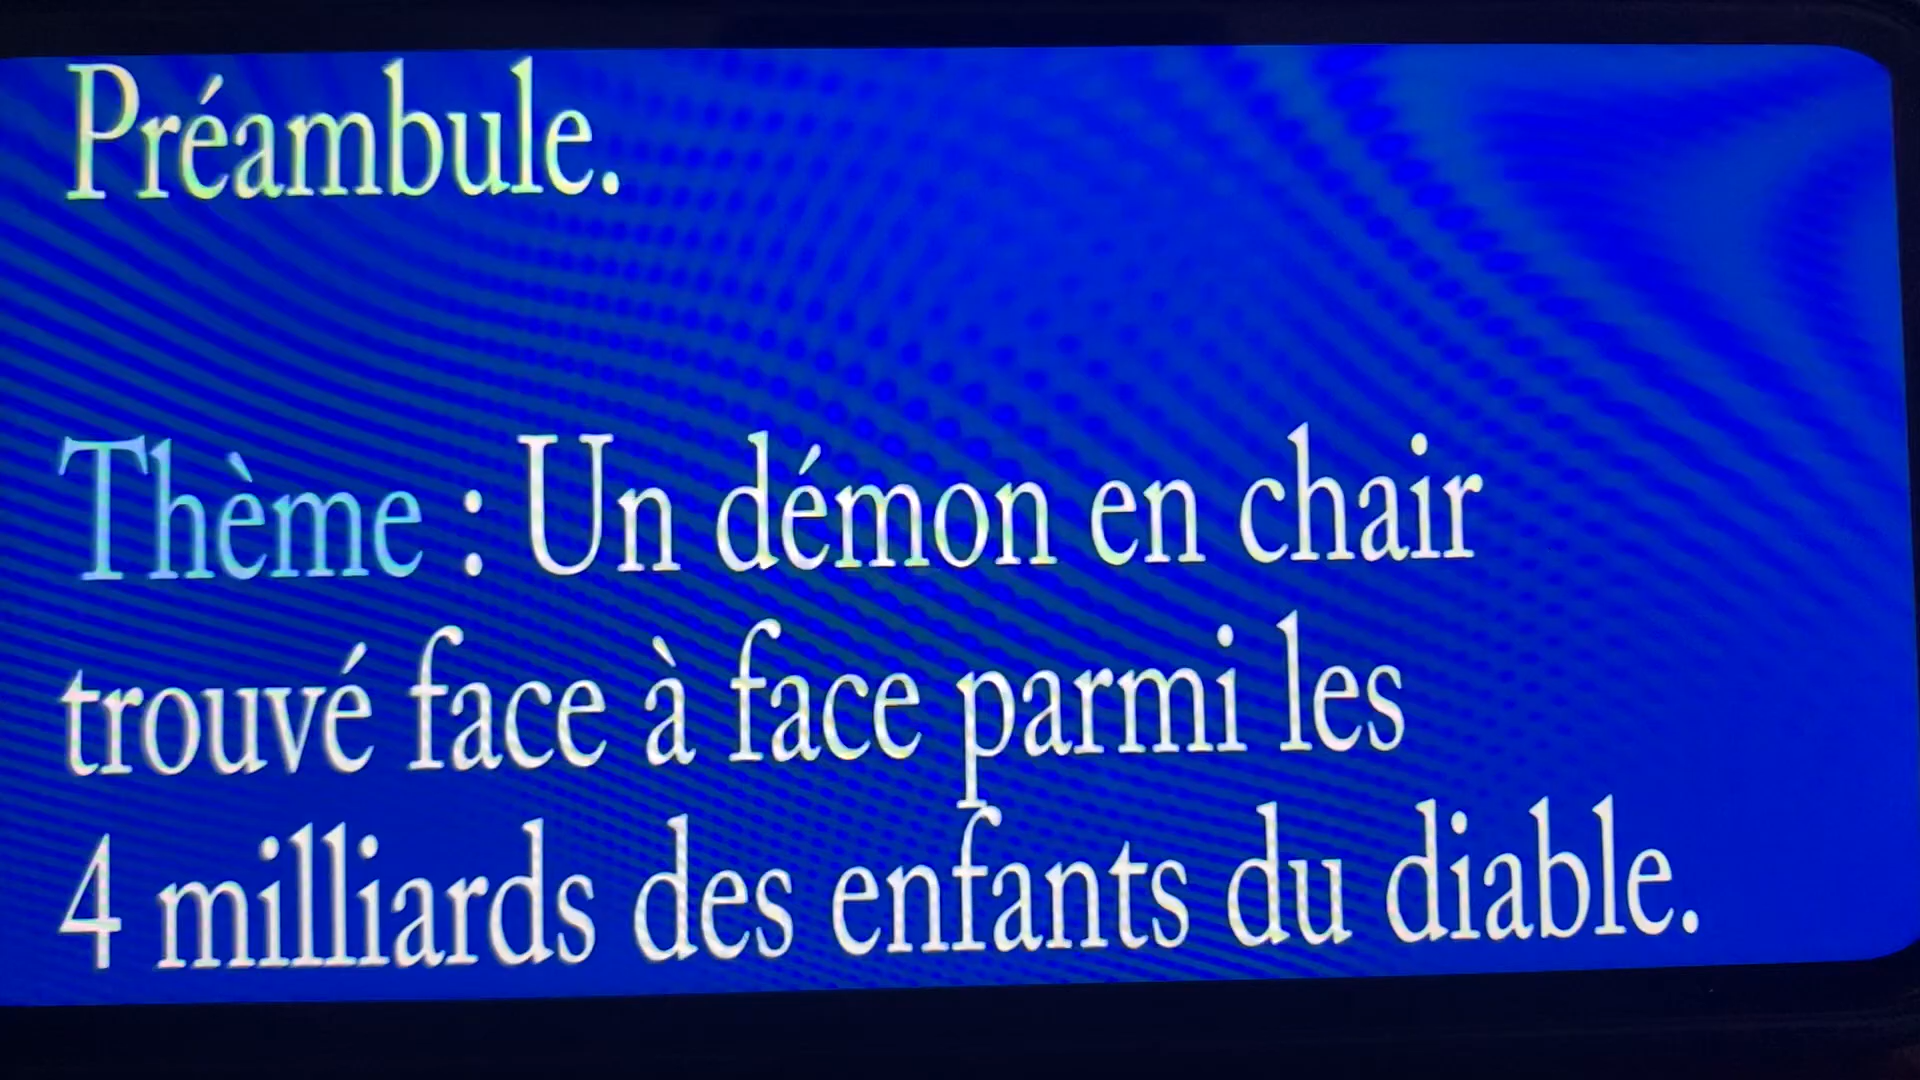 Préambule.
Thème : Un démon en chair
trouvé face à face parmi les
4 milliards des enfants du diable.